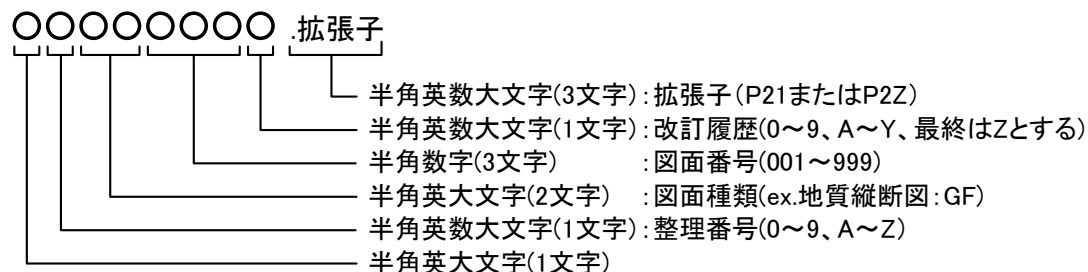 ○○○○○○○○.拡張子
半角英数大文字(3文字):拡張子(P21またはP2Z)
半角英数大文字(1文字):改訂履歴(0～9、A～Y、最終はZとする)
半角数字(3文字) :図面番号(001～999)
半角英大文字(2文字) :図面種類(ex.地質縦断図:GF)
半角英数大文字(1文字):整理番号(0～9、A～Z)
半角英大文字(1文字)